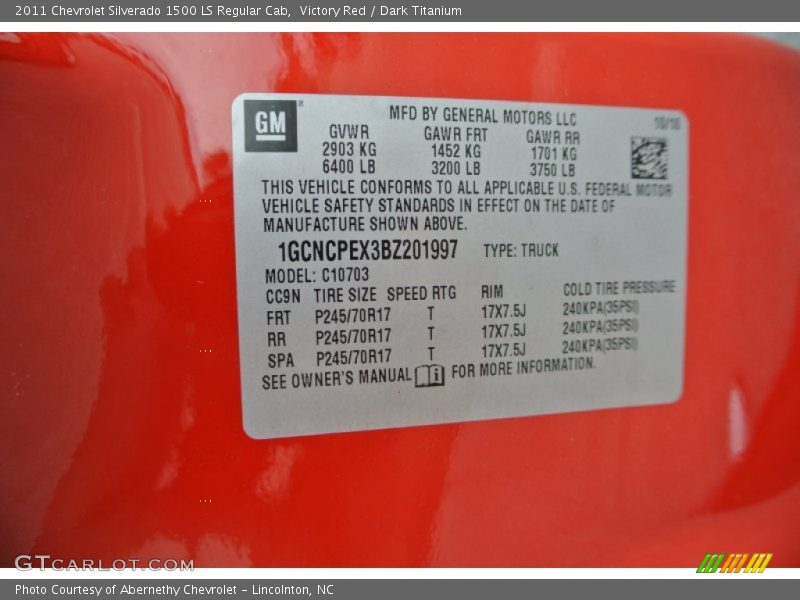 2011 Chevrolet Silverado 1500 LS Regular Cab, Victory Red / Dark Titanium
GM
MFD BY GENERAL MOTORS LLC 10/10
GVWR GAWR FRT GAWR RR
2903 KG 1452 KG 1701 KG
6400 LB 3200 LB 3750 LB
THIS VEHICLE CONFORMS TO ALL APPLICABLE U.S. FEDERAL MOTOR
VEHICLE SAFETY STANDARDS IN EFFECT ON THE DATE OF
MANUFACTURE SHOWN ABOVE.
1GCNCPEX3BZ201997 TYPE: TRUCK
MODEL: C10703
CC9N TIRE SIZE SPEED RTG RIM COLD TIRE PRESSURE
FRT P245/70R17 T 17X7.5J 240KPA(35PSI)
RR P245/70R17 T 17X7.5J 240KPA(35PSI)
SPA P245/70R17 T 17X7.5J 240KPA(35PSI)
SEE OWNER'S MANUAL FOR MORE INFORMATION.
GTCARLOT.COM
Photo Courtesy of Abernethy Chevrolet – Lincolnton, NC